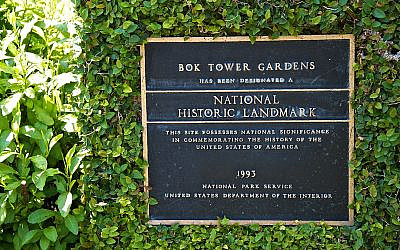 BOK TOWER GARDENS
HAS BEEN DESIGNATED A
NATIONAL
HISTORIC LANDMARK
THIS SITE POSSESSES NATIONAL SIGNIFICANCE
IN COMMEMORATING THE HISTORY OF THE
UNITED STATES OF AMERICA
1993
NATIONAL PARK SERVICE
UNITED STATES DEPARTMENT OF THE INTERIOR